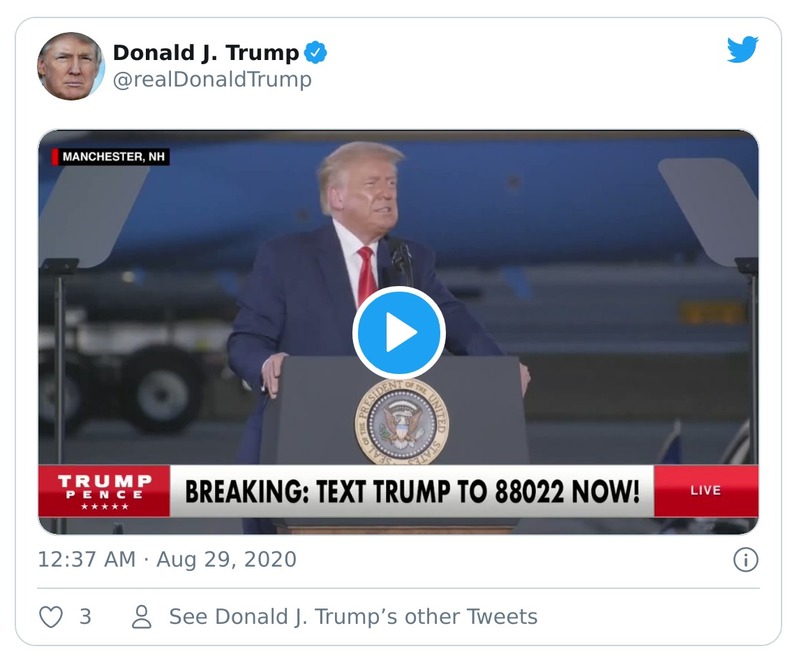 Donald J. Trump
@realDonaldTrump
MANCHESTER, NH
SEAL OF THE PRESIDENT OF THE UNITED STATES
TRUMP
PENCE
BREAKING: TEXT TRUMP TO 88022 NOW!
LIVE
12:37 AM · Aug 29, 2020
3
See Donald J. Trump’s other Tweets